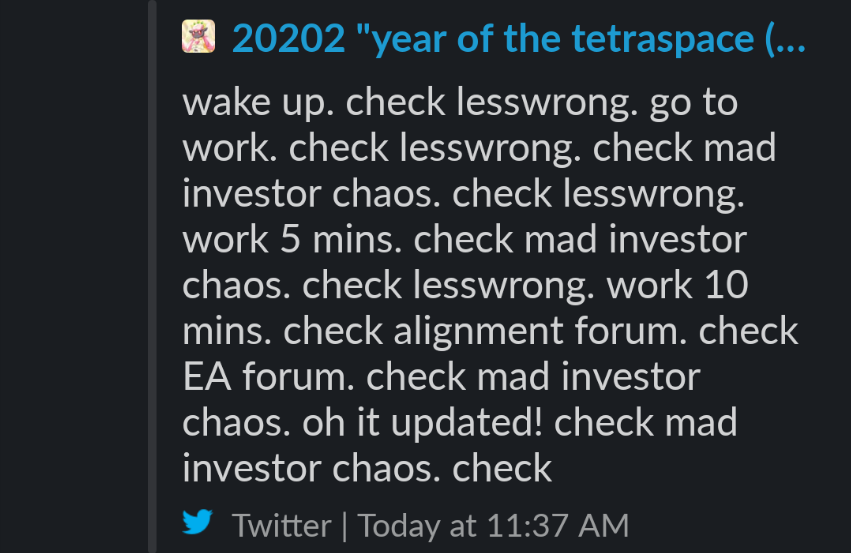 20202 "year of the tetraspace (...
wake up. check lesswrong. go to
work. check lesswrong. check mad
investor chaos. check lesswrong.
work 5 mins. check mad investor
chaos. check lesswrong. work 10
mins. check alignment forum. check
EA forum. check mad investor
chaos. oh it updated! check mad
investor chaos. check
Twitter | Today at 11:37 AM